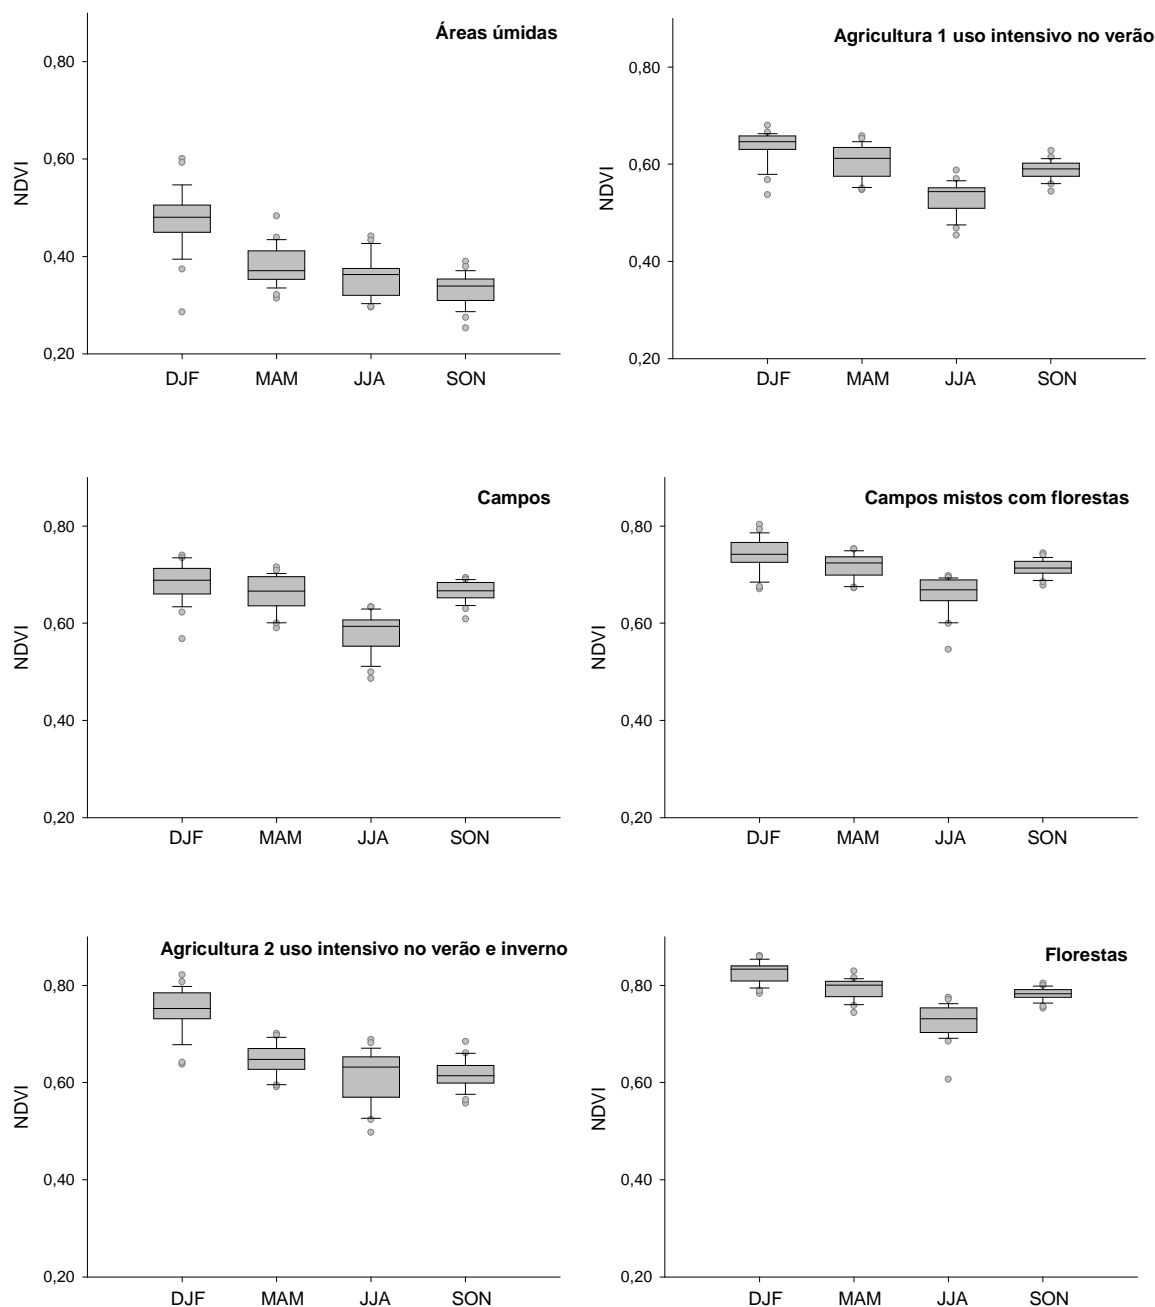 Áreas úmidas
0,80
0,60
0,40
0,20
NDVI
DJF MAM JJA SON
Agricultura 1 uso intensivo no verão
0,80
0,60
0,40
0,20
NDVI
DJF MAM JJA SON
Campos
0,80
0,60
0,40
0,20
NDVI
DJF MAM JJA SON
Campos mistos com florestas
0,80
0,60
0,40
0,20
NDVI
DJF MAM JJA SON
Agricultura 2 uso intensivo no verão e inverno
0,80
0,60
0,40
0,20
NDVI
DJF MAM JJA SON
Florestas
0,80
0,60
0,40
0,20
NDVI
DJF MAM JJA SON